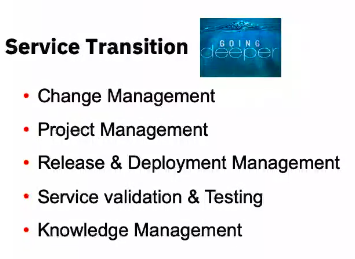 Service Transition
GOING
deeper
• Change Management
• Project Management
• Release & Deployment Management
• Service validation & Testing
• Knowledge Management